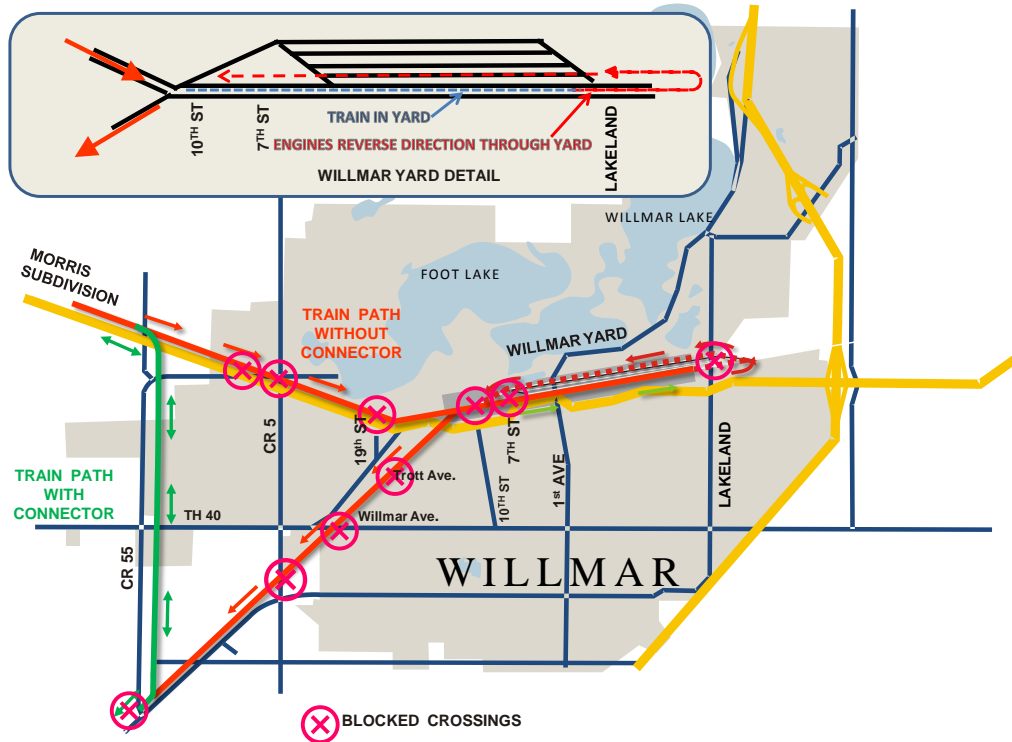 10TH ST
7TH ST
TRAIN IN YARD
ENGINES REVERSE DIRECTION THROUGH YARD
LAKELAND
WILLMAR YARD DETAIL
WILLMAR LAKE
FOOT LAKE
MORRIS
SUBDIVISION
TRAIN PATH
WITHOUT
CONNECTOR
WILLMAR YARD
CR 5
19th ST
7TH ST
10TH ST
1st AVE
LAKELAND
Trott Ave.
TRAIN PATH
WITH
CONNECTOR
TH 40
Willmar Ave.
CR 55
WILLMAR
BLOCKED CROSSINGS